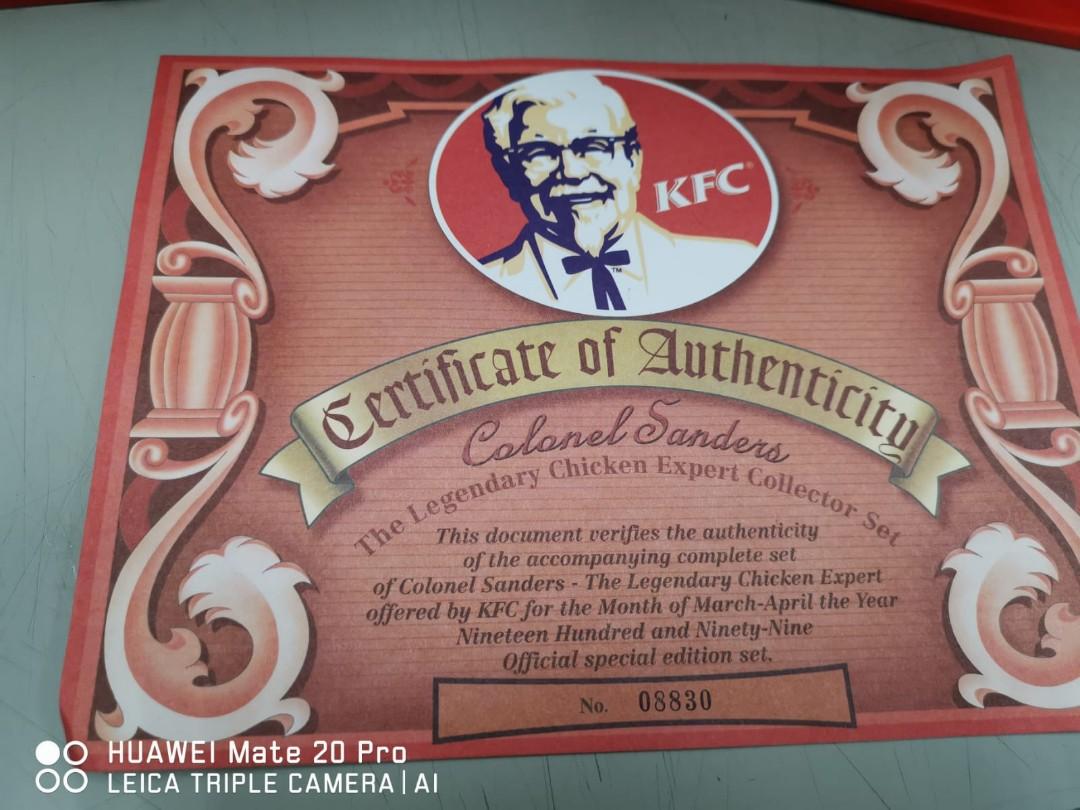 KFC
TM
Certificate of Authenticity
Colonel Sanders
The Legendary Chicken Expert Collector Set
This document verifies the authenticity
of the accompanying complete set
of Colonel Sanders - The Legendary Chicken Expert
offered by KFC for the Month of March-April the Year
Nineteen Hundred and Ninety-Nine
Official special edition set.
No. 08830
HUAWEI Mate 20 Pro
LEICA TRIPLE CAMERA | AI